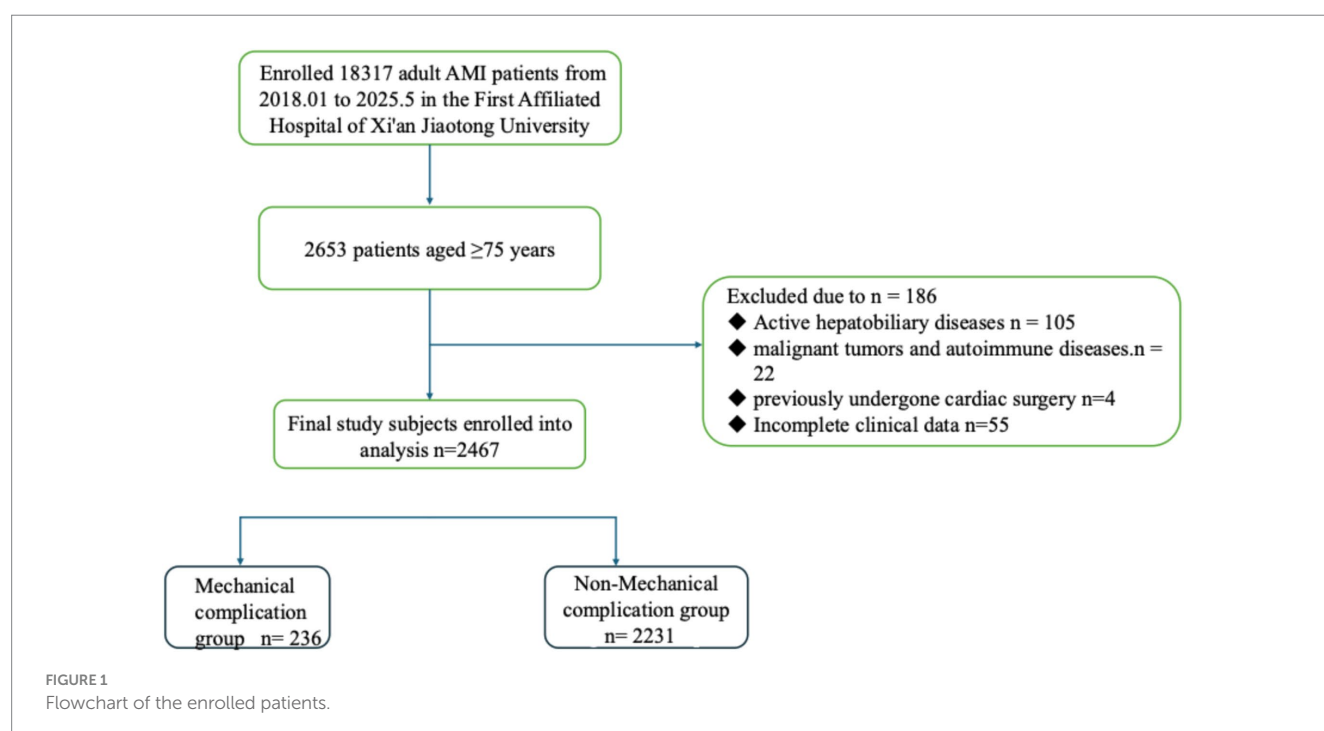 Enrolled 18317 adult AMI patients from
2018.01 to 2025.5 in the First Affiliated
Hospital of Xi'an Jiaotong University
2653 patients aged ≥75 years
Excluded due to n = 186
◆ Active hepatobiliary diseases n = 105
◆ malignant tumors and autoimmune diseases.n =
22
◆ previously undergone cardiac surgery n=4
◆ Incomplete clinical data n=55
Final study subjects enrolled into
analysis n=2467
Mechanical
complication
group n= 236
Non-Mechanical
complication group
n= 2231
FIGURE 1
Flowchart of the enrolled patients.